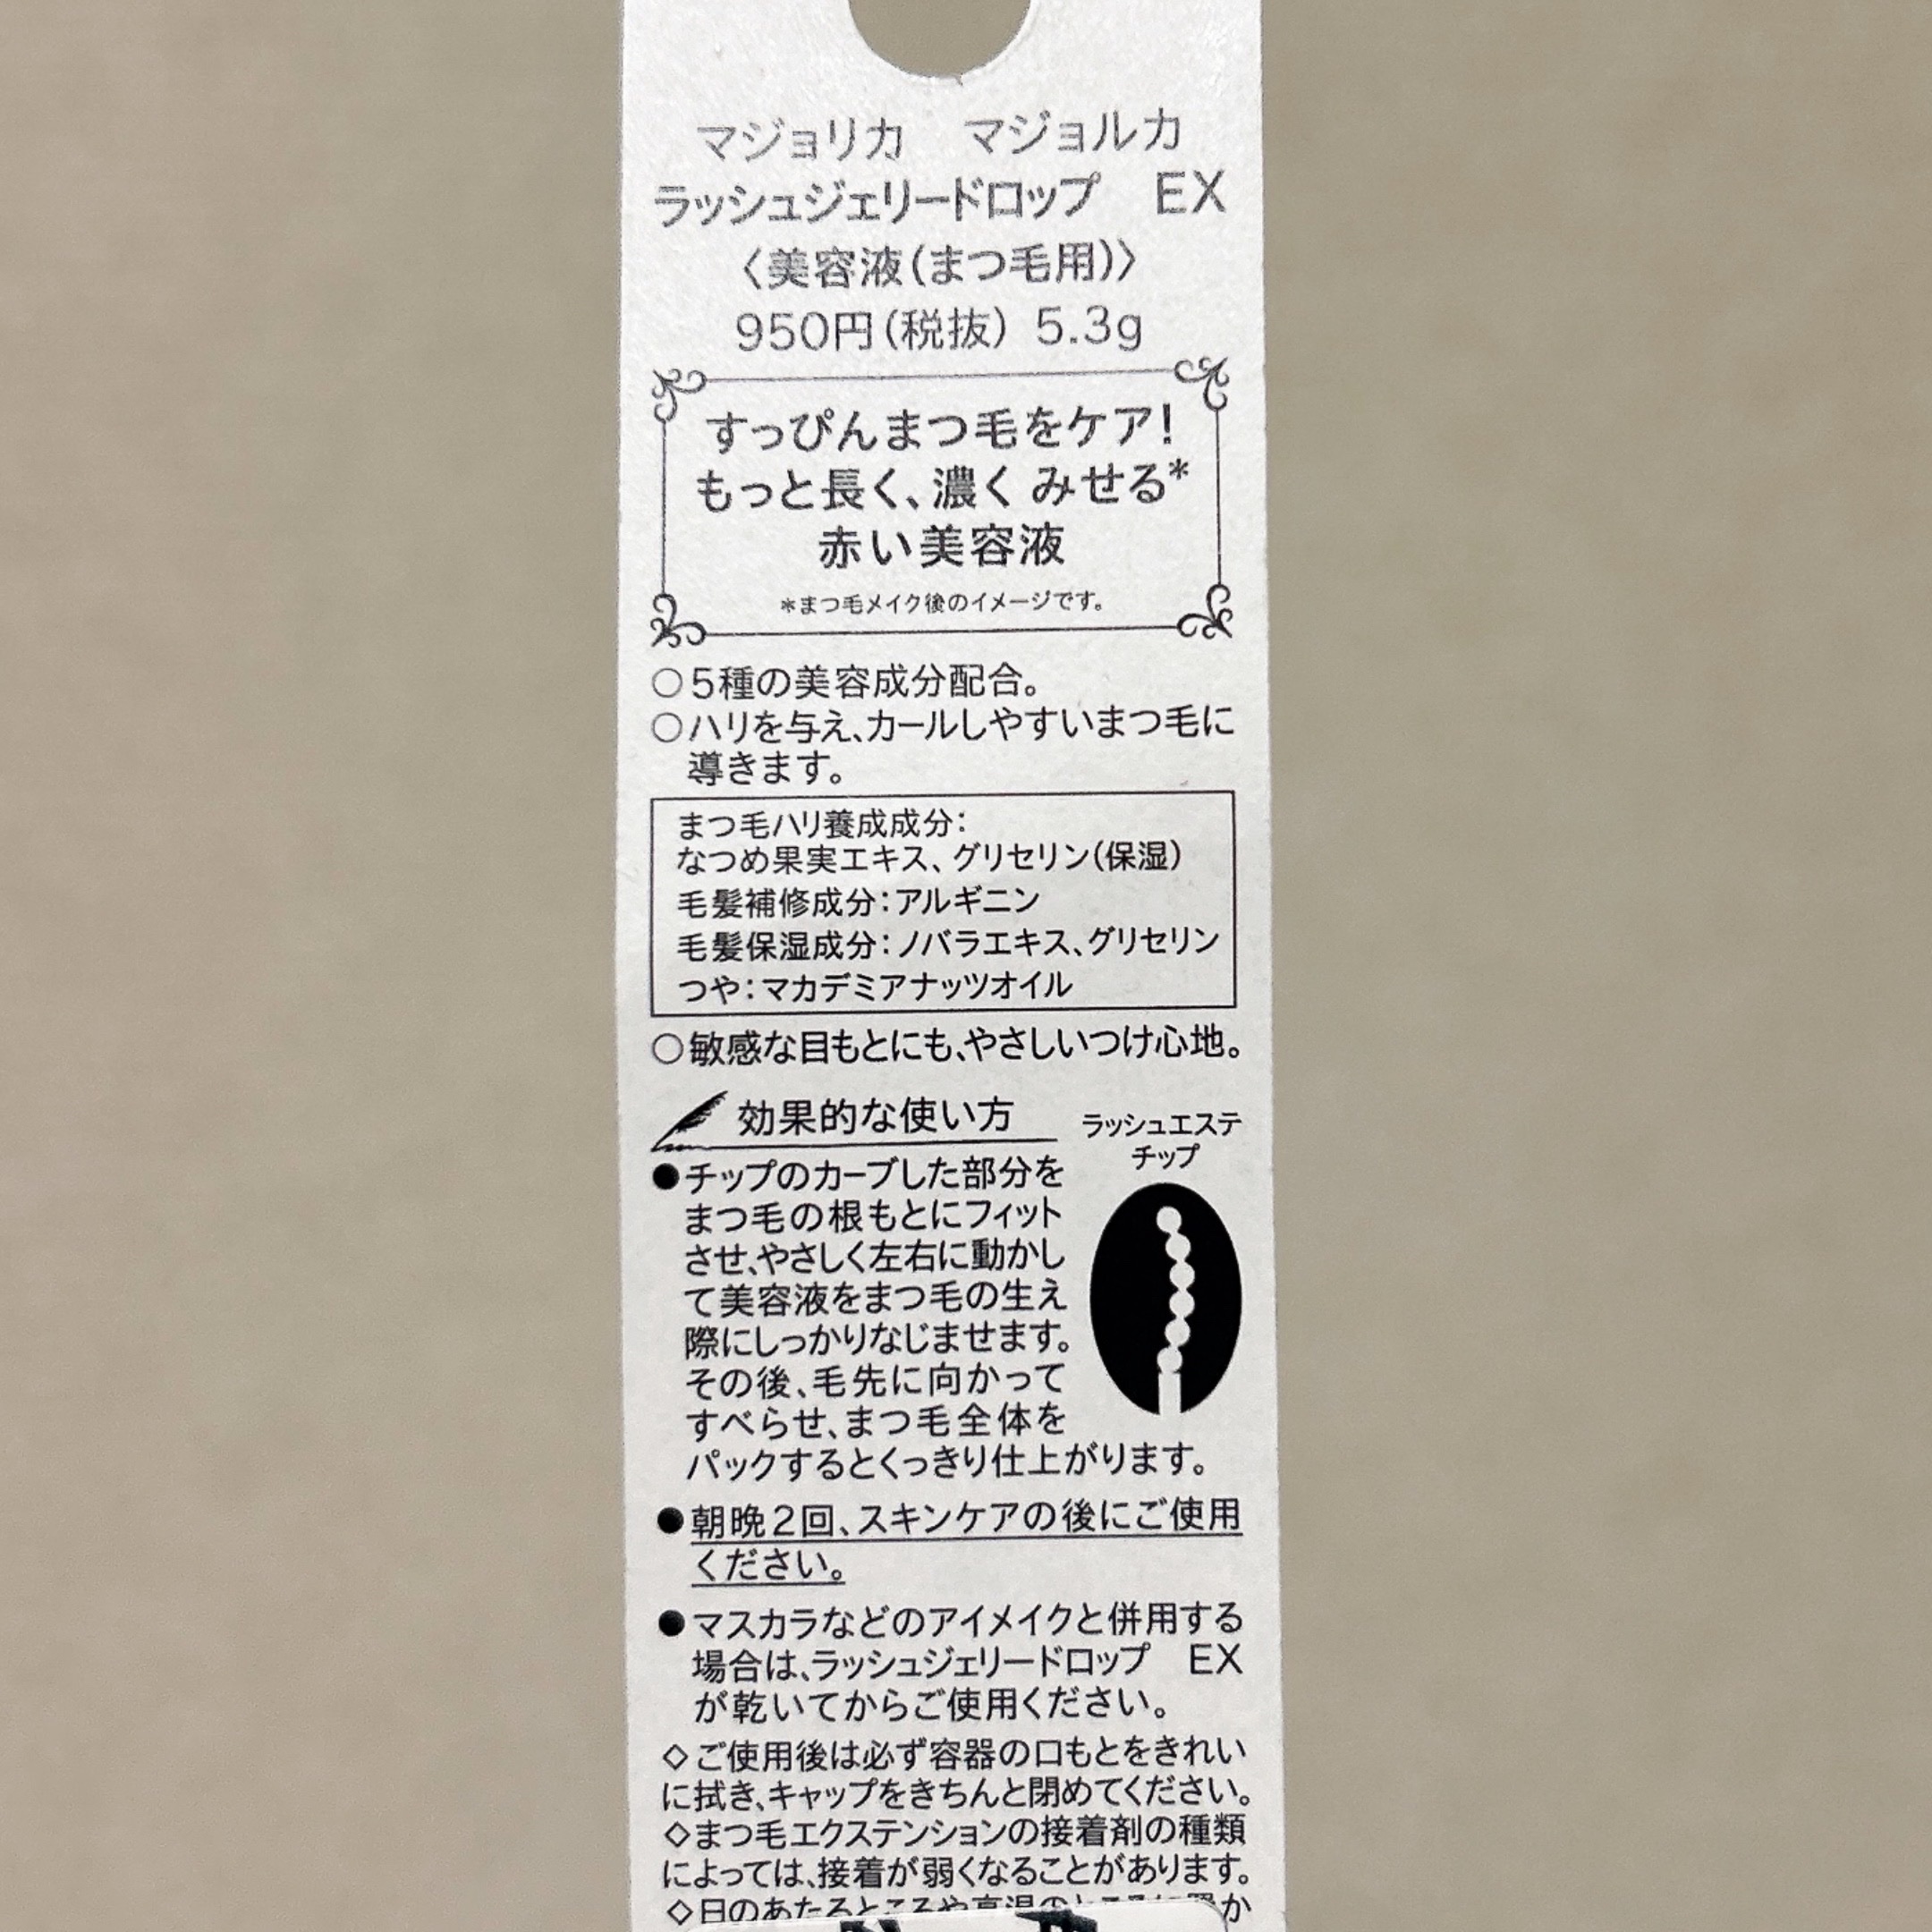 マジョリカ　マジョルカ
ラッシュジェリードロップ　EX
〈美容液(まつ毛用)〉
950円(税抜) 5.3g
すっぴんまつ毛をケア!
もっと長く、濃く みせる*
赤い美容液
*まつ毛メイク後のイメージです。
○5種の美容成分配合。
○ハリを与え、カールしやすいまつ毛に
導きます。
まつ毛ハリ養成成分：
なつめ果実エキス、グリセリン(保湿)
毛髪補修成分：アルギニン
毛髪保湿成分：ノバラエキス、グリセリン
つや：マカデミアナッツオイル
○敏感な目もとにも、やさしいつけ心地。
効果的な使い方
ラッシュエステ
チップ
●チップのカーブした部分を
まつ毛の根もとにフィット
させ、やさしく左右に動かし
て美容液をまつ毛の生え
際にしっかりなじませます。
その後、毛先に向かって
すべらせ、まつ毛全体を
パックするとくっきり仕上がります。
●朝晩2回、スキンケアの後にご使用
ください。
●マスカラなどのアイメイクと併用する
場合は、ラッシュジェリードロップ　EX
が乾いてからご使用ください。
◇ご使用後は必ず容器の口もとをきれい
に拭き、キャップをきちんと閉めてください。
◇まつ毛エクステンションの接着剤の種類
によっては、接着が弱くなることがあります。
◇日のあたるところや高温のところに置か